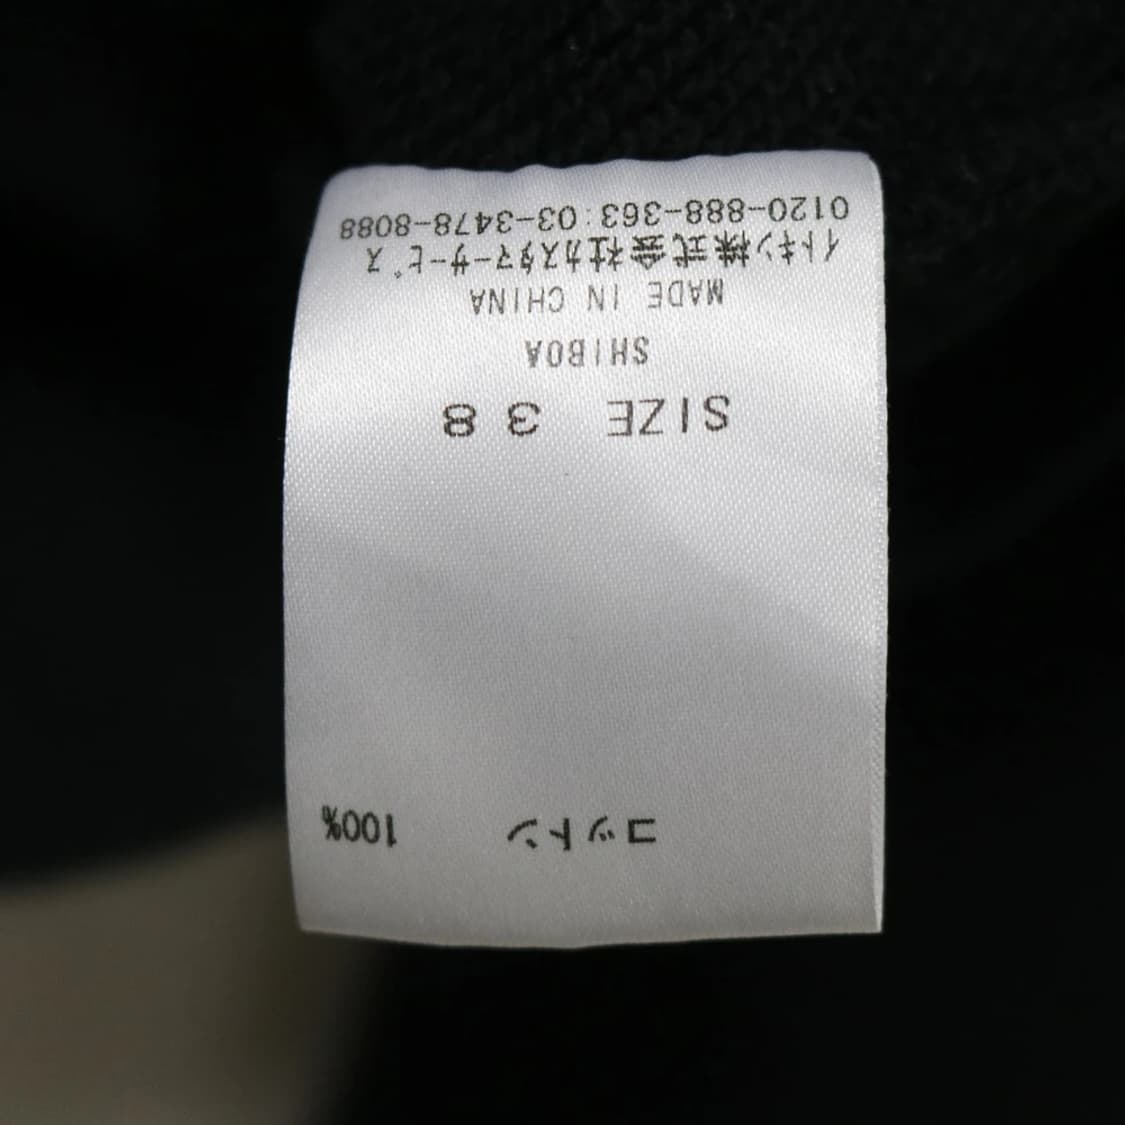 コットン 100%
SIZE 38
SHIBOA
MADE IN CHINA
イトキン株式会社カスタマーサービス
0120-888-363:03-3478-8088